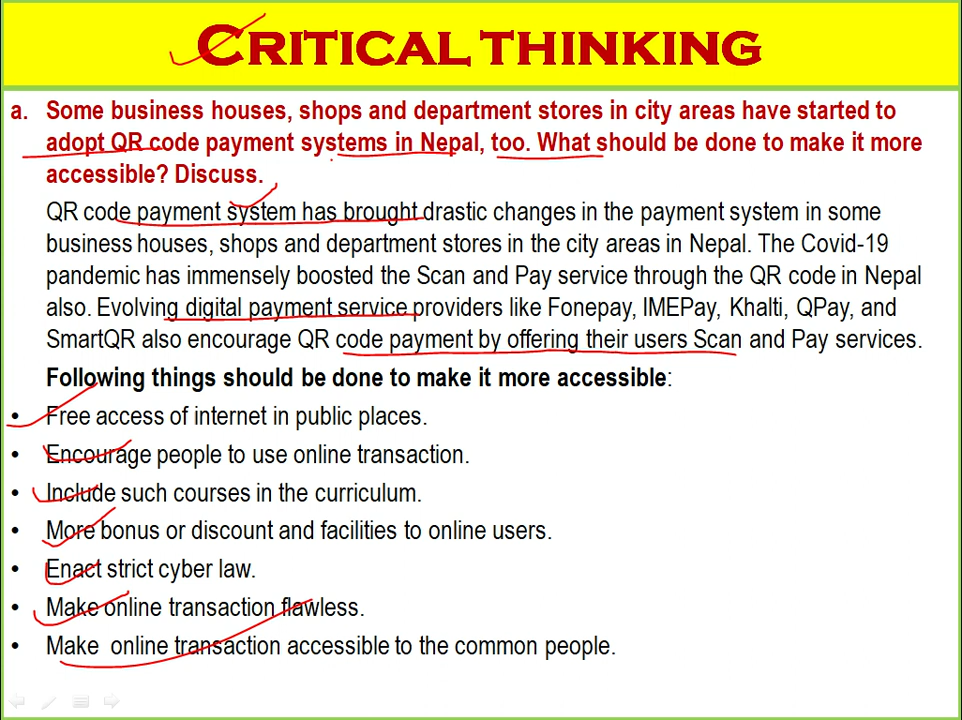 CRITICAL THINKING
a. Some business houses, shops and department stores in city areas have started to
adopt QR code payment systems in Nepal, too. What should be done to make it more
accessible? Discuss.
QR code payment system has brought drastic changes in the payment system in some
business houses, shops and department stores in the city areas in Nepal. The Covid-19
pandemic has immensely boosted the Scan and Pay service through the QR code in Nepal
also. Evolving digital payment service providers like Fonepay, IMEPay, Khalti, QPay, and
SmartQR also encourage QR code payment by offering their users Scan and Pay services.
Following things should be done to make it more accessible:
• Free access of internet in public places.
• Encourage people to use online transaction.
• Include such courses in the curriculum.
• More bonus or discount and facilities to online users.
• Enact strict cyber law.
• Make online transaction flawless.
• Make online transaction accessible to the common people.